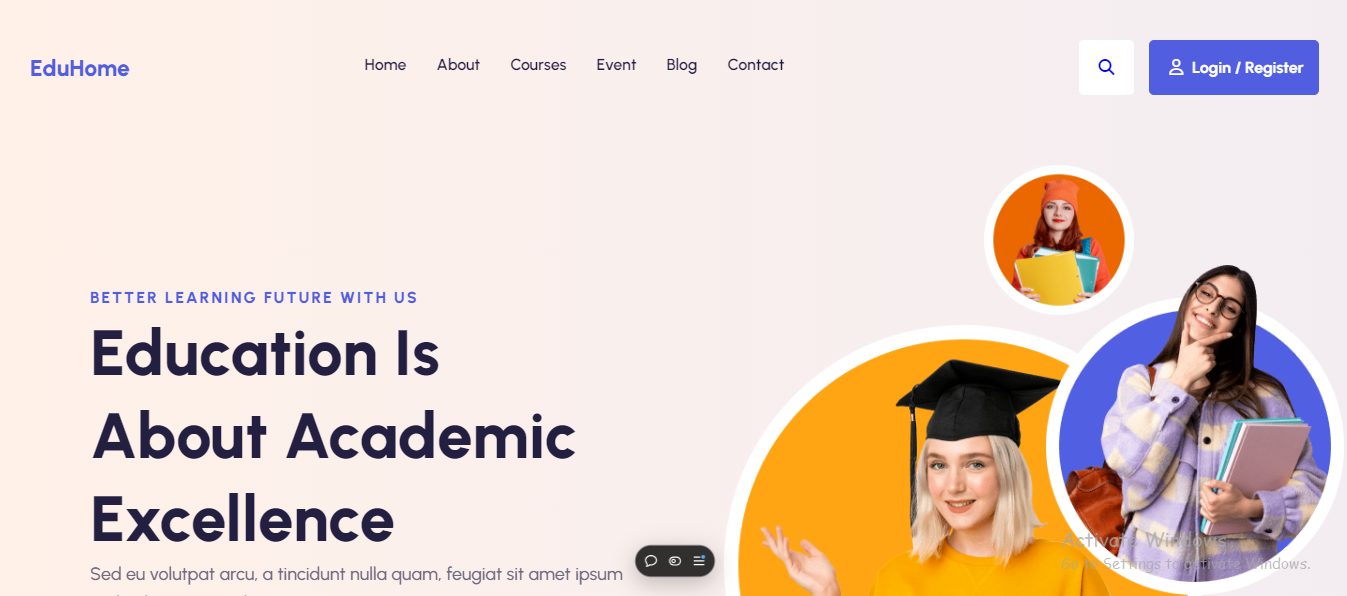 EduHome
Home About Courses Event Blog Contact
Login / Register
BETTER LEARNING FUTURE WITH US
Education Is
About Academic
Excellence
Sed eu volutpat arcu, a tincidunt nulla quam, feugiat sit amet ipsum
Activate Windows
Go to Settings to activate Windows.